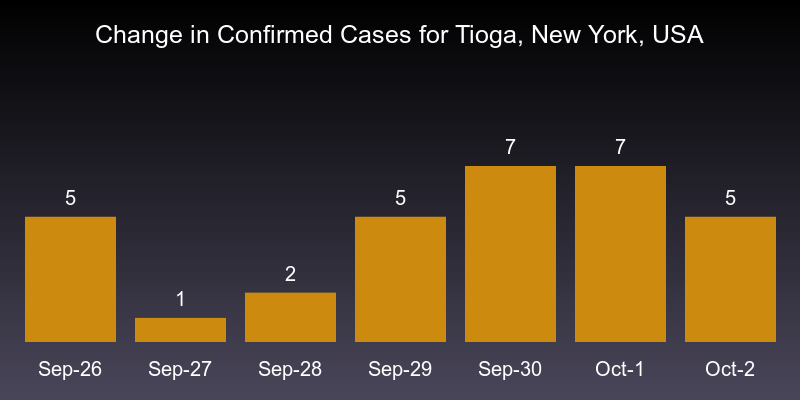 Change in Confirmed Cases for Tioga, New York, USA
5
1
2
5
7
7
5
Sep-26
Sep-27
Sep-28
Sep-29
Sep-30
Oct-1
Oct-2